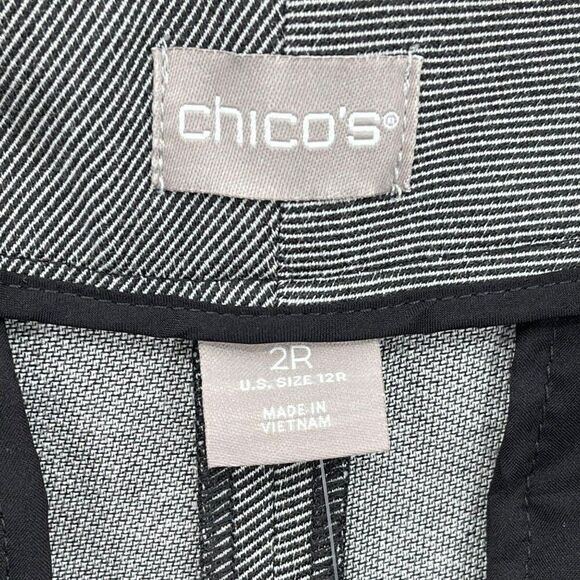 chico's®
2R
U.S. SIZE 12R
MADE IN
VIETNAM